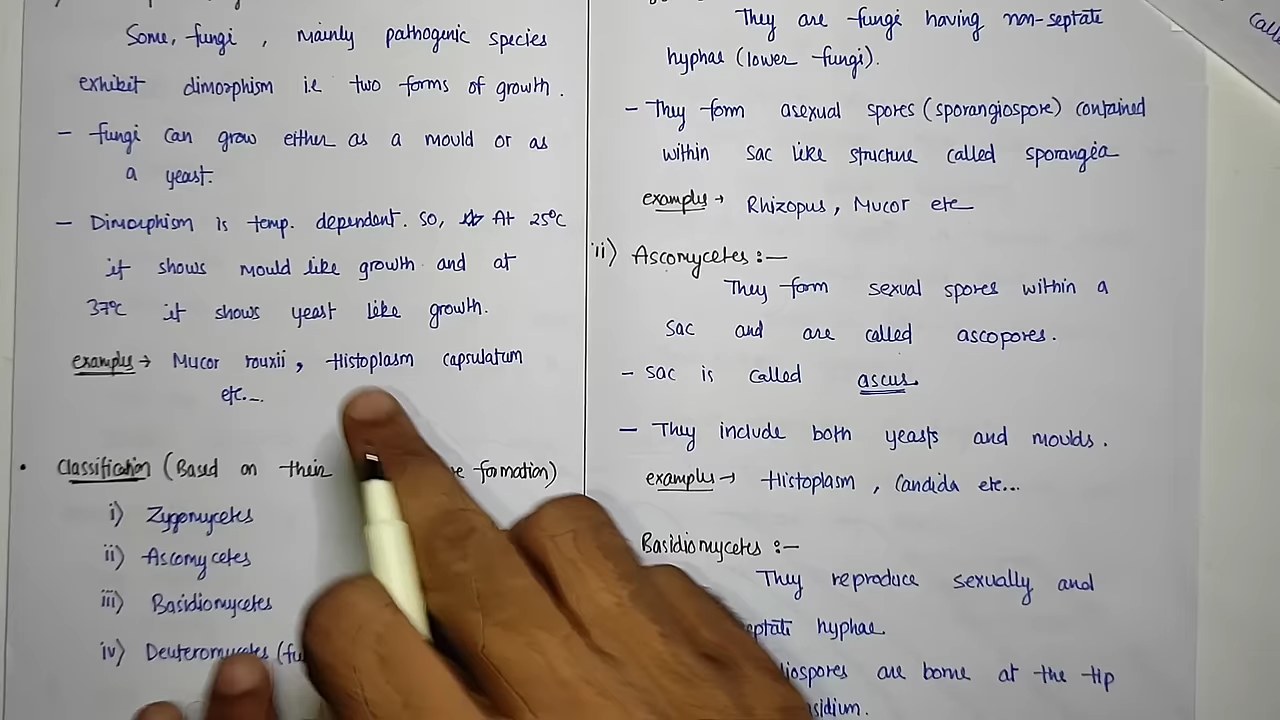 Some, fungi, mainly pathogenic species
exhibit dimorphism i.e two forms of growth.
- fungi can grow either as a mould or as
a yeast.
- Dimorphism is temp. dependent. So, At 25°C
it shows mould like growth and at
37°C it shows yeast like growth.
examples → Mucor rouxii, Histoplasm capsulatum
etc...
• Classification (Based on their formation)
i) Zygomycetes
ii) Ascomycetes
iii) Basidiomycetes
iv) Deuteromycetes
They are fungi having non-septate
hyphae (lower fungi).
- They form asexual spores (sporangiospore) contained
within sac like structure called sporangia
examples → Rhizopus, Mucor etc
ii) Ascomycetes :-
They form sexual spores within a
sac and are called ascopores.
- sac is called ascus.
- They include both yeasts and moulds.
examples → Histoplasm, Candida etc...
Basidiomycetes :-
They reproduce sexually and
hyphae.
are borne at the tip